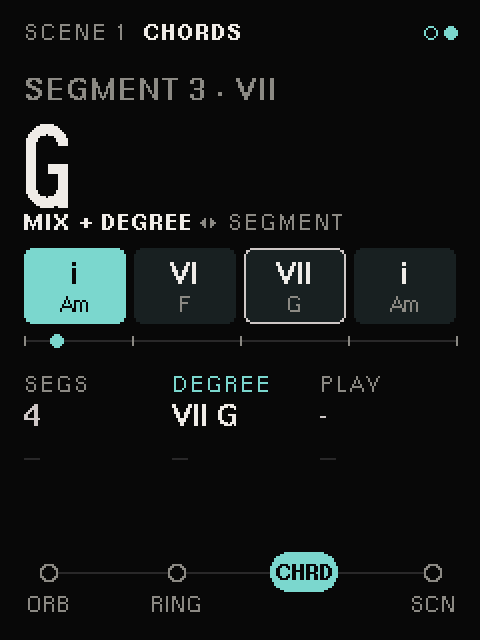 SCENE 1 CHORDS
SEGMENT 3 · VII
G
MIX + DEGREE ◂▸ SEGMENT
i VI VII i
Am F G Am
SEGS DEGREE PLAY
4 VII G -
— — —
CHRD
ORB RING SCN